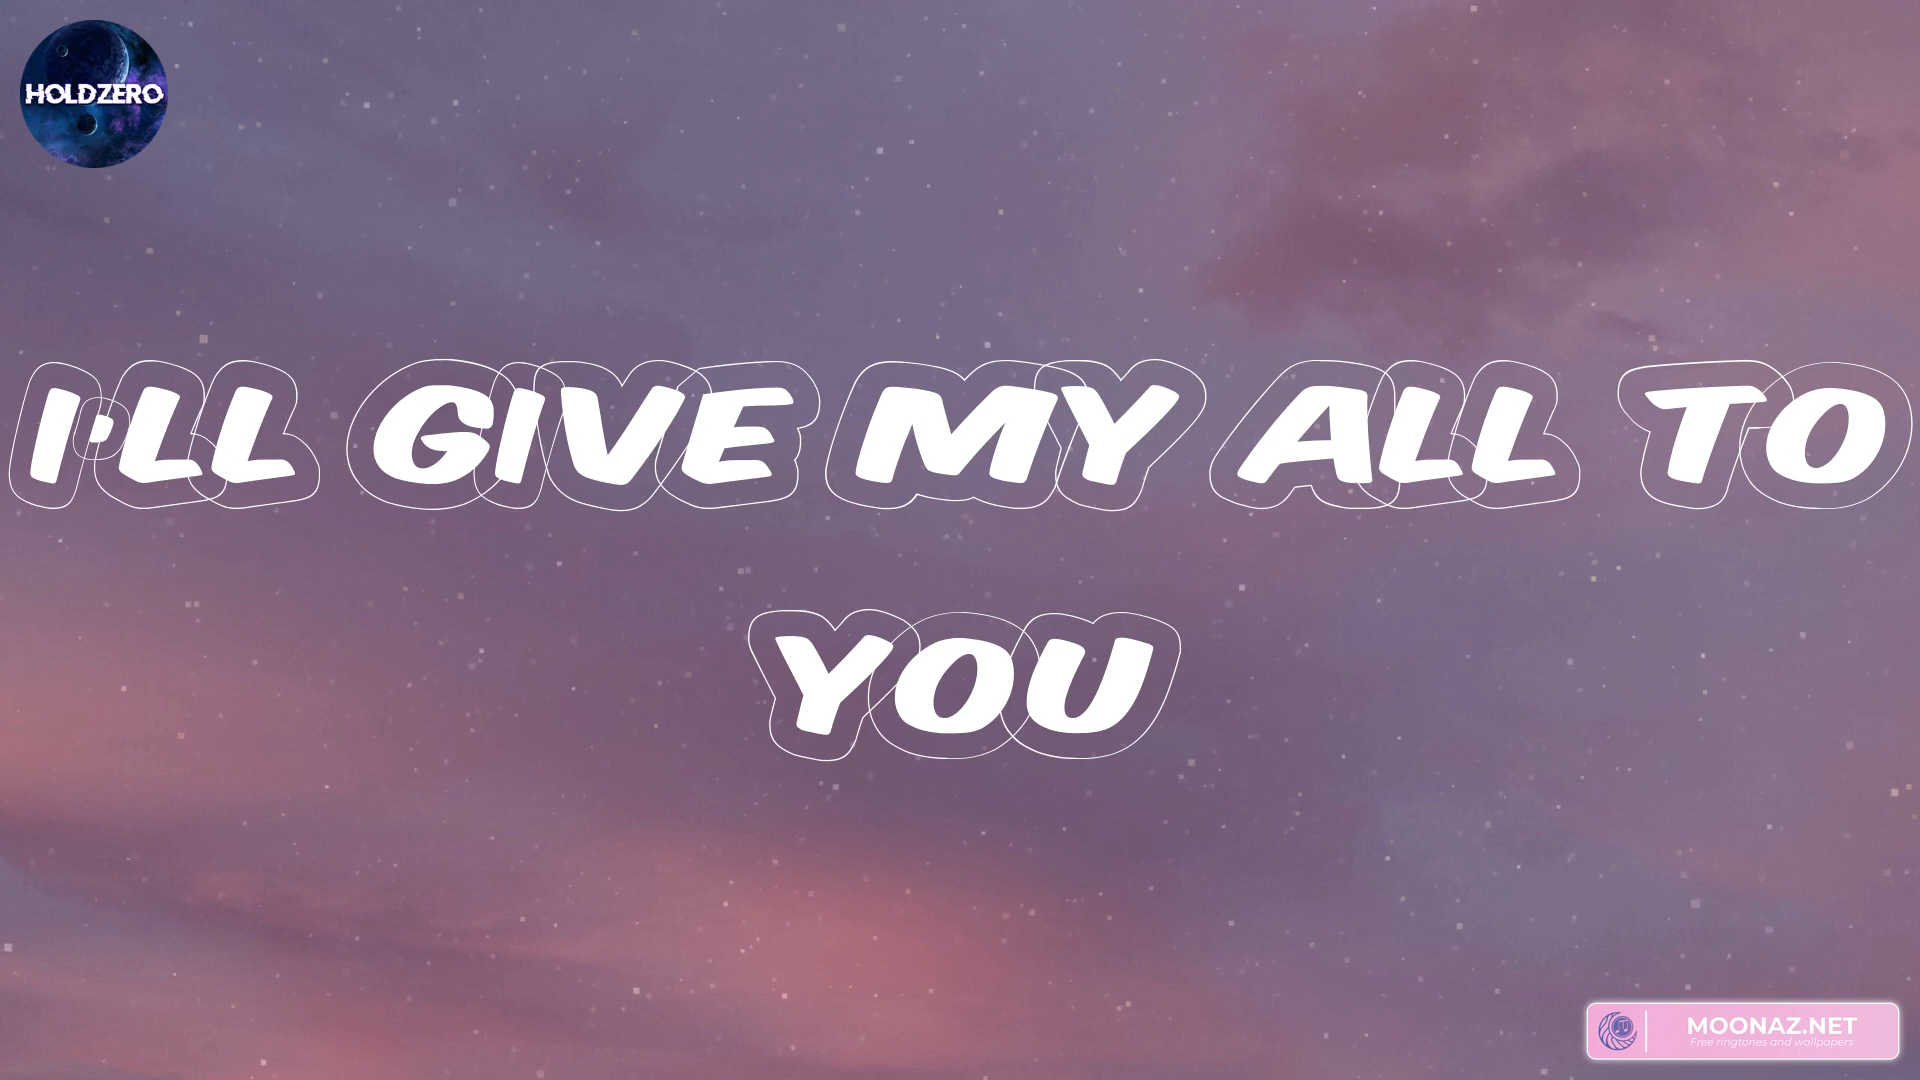 HOLDZERO
I'LL GIVE MY ALL TO
YOU
MOONAZ.NET
Free ringtones and wallpapers